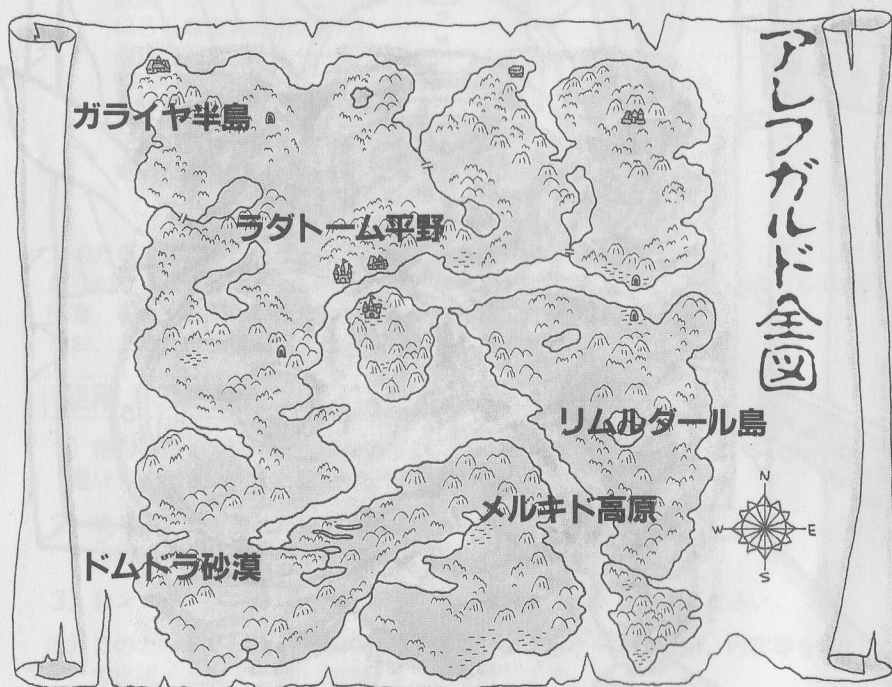 アレフガルド全図
ガライヤ半島
ラダトーム平野
リムルダール島
メルキド高原
ドムドラ砂漠
N
W
E
S